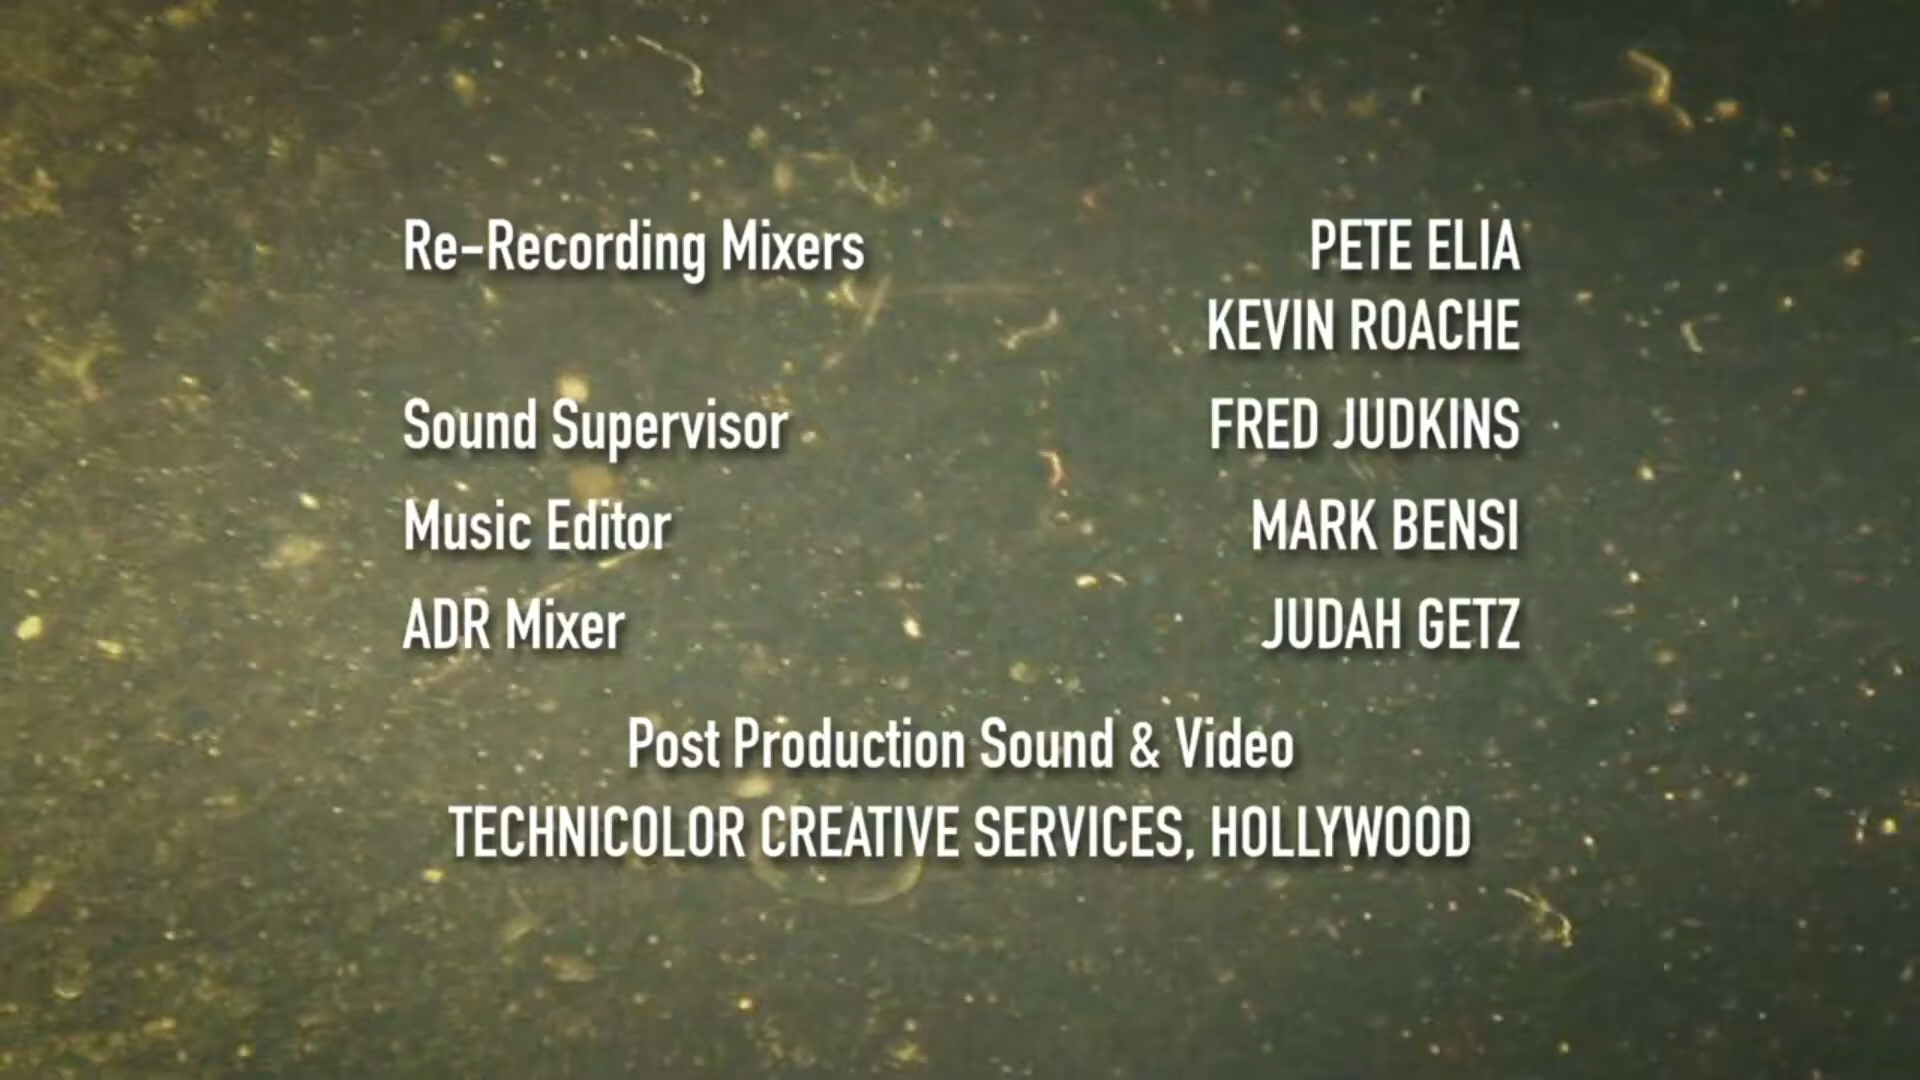 Re-Recording Mixers PETE ELIA
KEVIN ROACHE
Sound Supervisor FRED JUDKINS
Music Editor MARK BENSI
ADR Mixer JUDAH GETZ
Post Production Sound & Video
TECHNICOLOR CREATIVE SERVICES, HOLLYWOOD